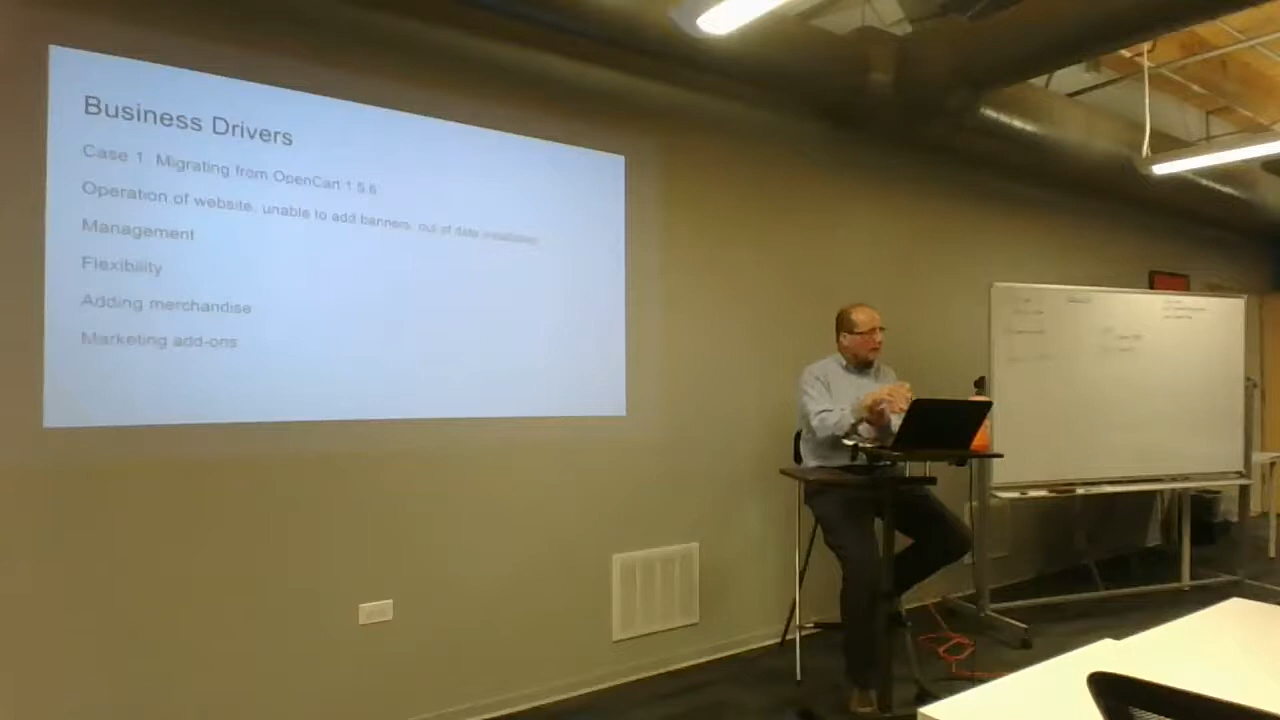 Business Drivers
Case 1 Migrating from OpenCart 1.5.6
Operation of website, unable to add banners, out of data
Management
Flexibility
Adding merchandise
Marketing add-ons